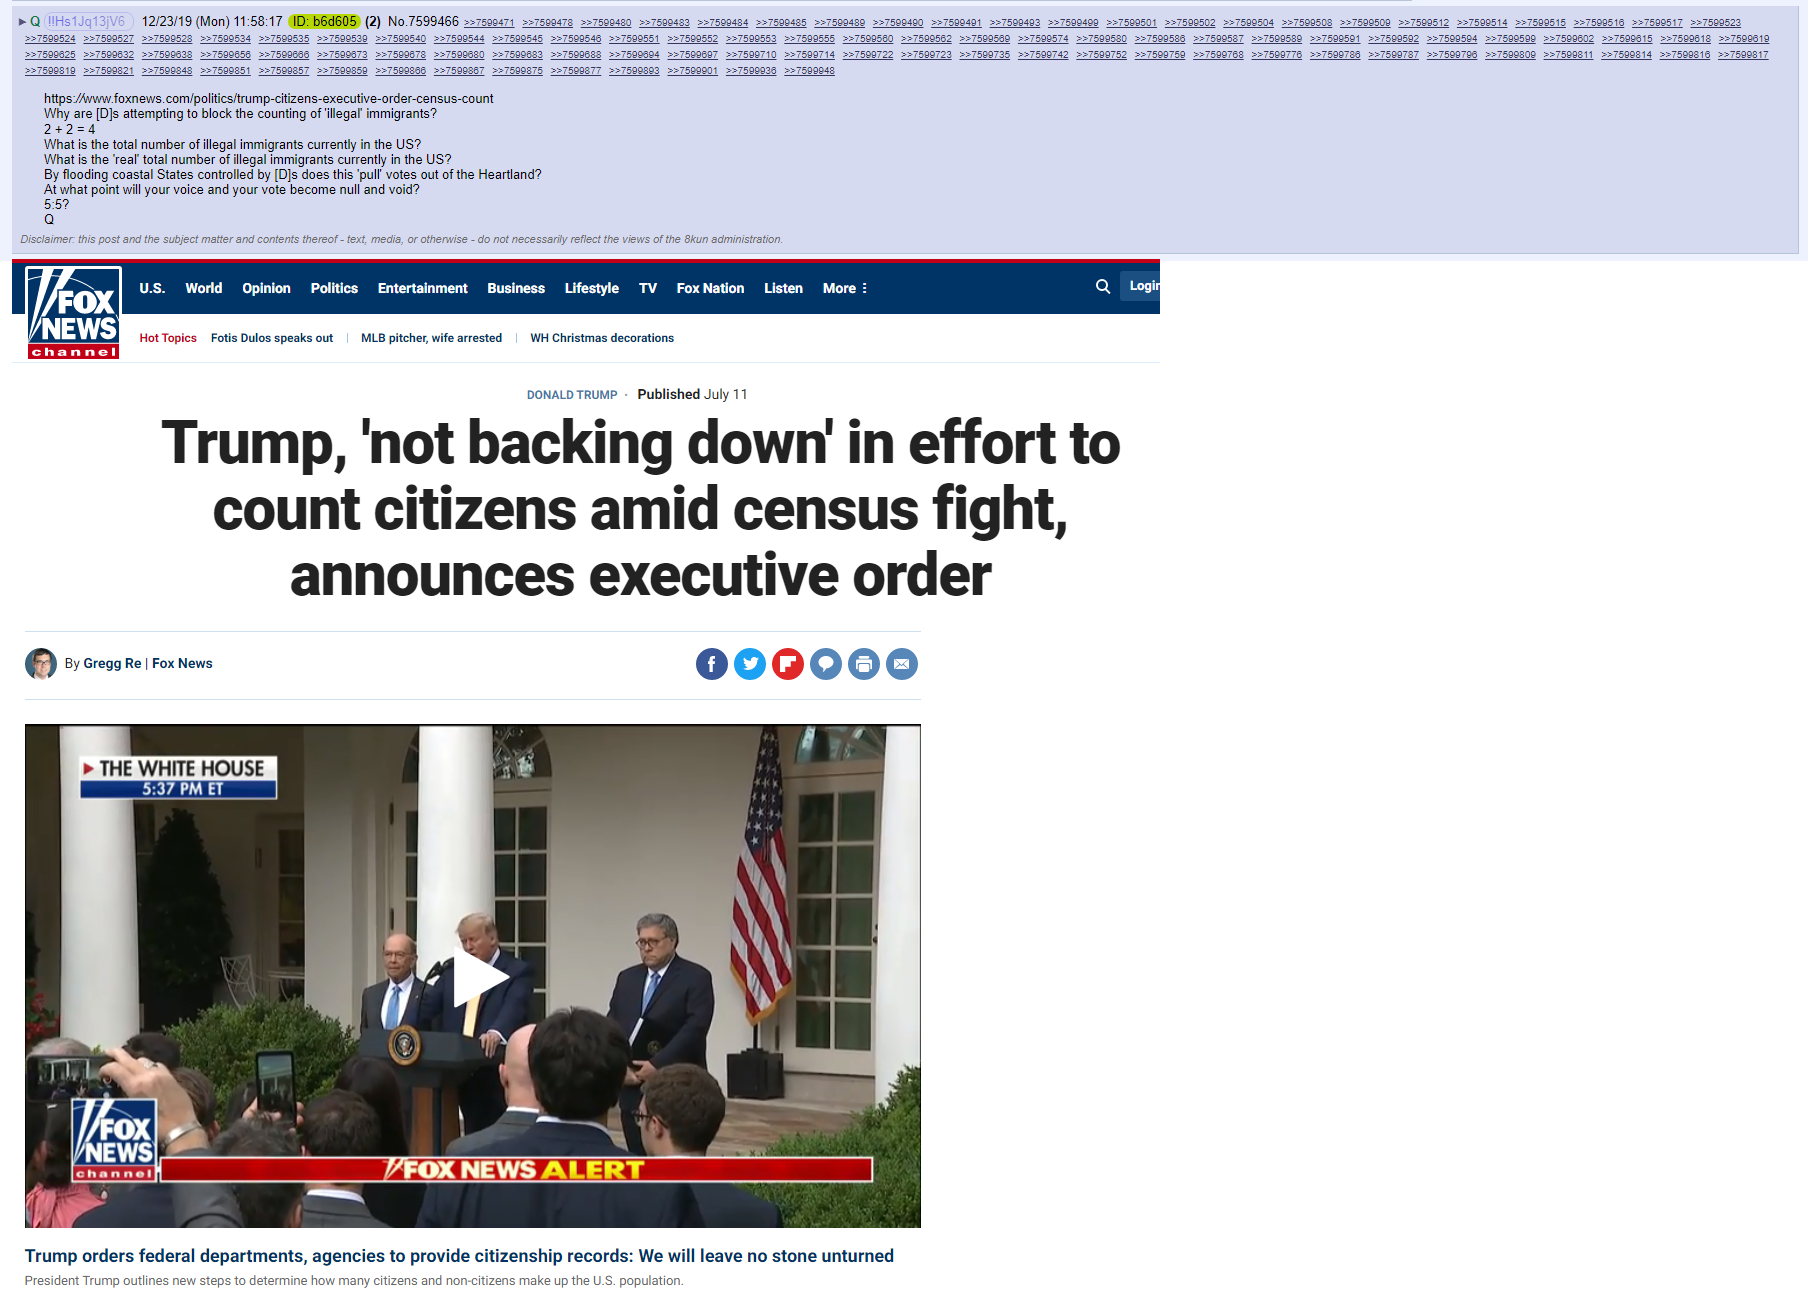 ▶ Q !!Hs1Jq13jV6 12/23/19 (Mon) 11:58:17 ID: b6d605 (2) No.7599466 >>7599471 >>7599478 >>7599480 >>7599483 >>7599484 >>7599485 >>7599489 >>7599490 >>7599491 >>7599493 >>7599499 >>7599501 >>7599502 >>7599504 >>7599508 >>7599509 >>7599512 >>7599514 >>7599515 >>7599516 >>7599517 >>7599523
>>7599524 >>7599527 >>7599528 >>7599534 >>7599535 >>7599539 >>7599540 >>7599544 >>7599545 >>7599546 >>7599551 >>7599552 >>7599553 >>7599555 >>7599560 >>7599562 >>7599569 >>7599574 >>7599580 >>7599586 >>7599587 >>7599589 >>7599591 >>7599592 >>7599594 >>7599599 >>7599602 >>7599615 >>7599618 >>7599619
>>7599625 >>7599632 >>7599638 >>7599656 >>7599666 >>7599673 >>7599678 >>7599680 >>7599683 >>7599688 >>7599694 >>7599697 >>7599710 >>7599714 >>7599722 >>7599723 >>7599735 >>7599742 >>7599752 >>7599759 >>7599768 >>7599776 >>7599786 >>7599787 >>7599796 >>7599809 >>7599811 >>7599814 >>7599816 >>7599817
>>7599819 >>7599821 >>7599848 >>7599851 >>7599857 >>7599859 >>7599866 >>7599867 >>7599875 >>7599877 >>7599893 >>7599901 >>7599936 >>7599948
https://www.foxnews.com/politics/trump-citizens-executive-order-census-count
Why are [D]s attempting to block the counting of 'illegal' immigrants?
2 + 2 = 4
What is the total number of illegal immigrants currently in the US?
What is the 'real' total number of illegal immigrants currently in the US?
By flooding coastal States controlled by [D]s does this 'pull' votes out of the Heartland?
At what point will your voice and your vote become null and void?
5:5?
Q
Disclaimer: this post and the subject matter and contents thereof - text, media, or otherwise - do not necessarily reflect the views of the 8kun administration.
FOX NEWS channel
U.S. World Opinion Politics Entertainment Business Lifestyle TV Fox Nation Listen More Login
Hot Topics Fotis Dulos speaks out | MLB pitcher, wife arrested | WH Christmas decorations
DONALD TRUMP · Published July 11
Trump, 'not backing down' in effort to
count citizens amid census fight,
announces executive order
By Gregg Re | Fox News
THE WHITE HOUSE
5:37 PM ET
FOX NEWS channel
FOX NEWS ALERT
Trump orders federal departments, agencies to provide citizenship records: We will leave no stone unturned
President Trump outlines new steps to determine how many citizens and non-citizens make up the U.S. population.